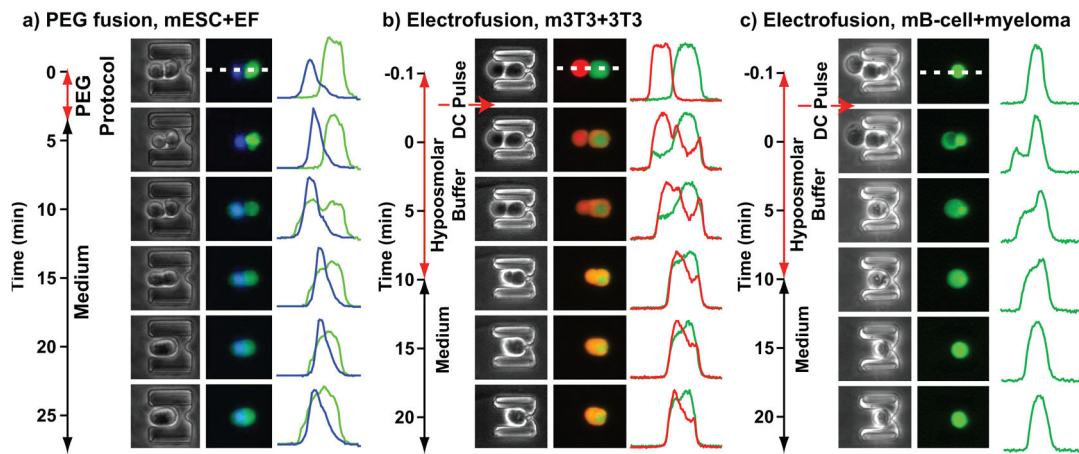 a) PEG fusion, mESC+EF
Time (min)
PEG
Protocol
Medium
0
5
10
15
20
25
b) Electrofusion, m3T3+3T3
Time (min)
DC Pulse
Hypoosmolar
Buffer
Medium
-0.1
0
5
10
15
20
c) Electrofusion, mB-cell+myeloma
Time (min)
DC Pulse
Hypoosmolar
Buffer
Medium
-0.1
0
5
10
15
20